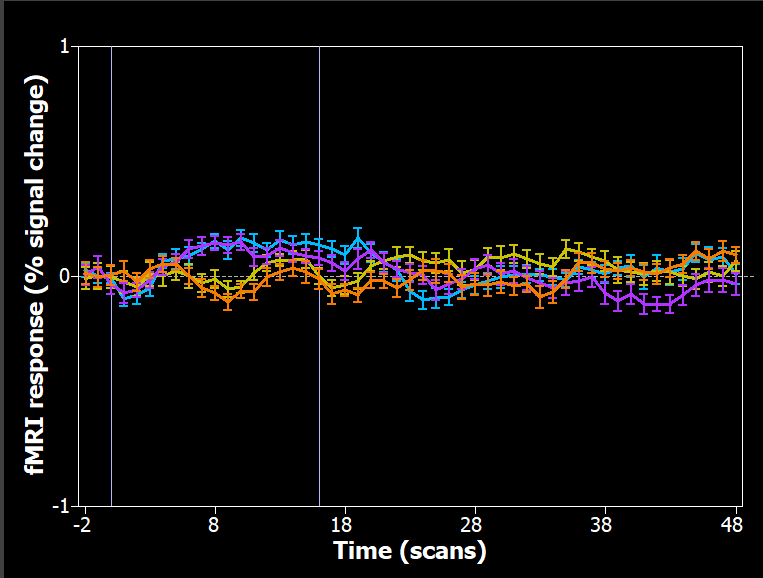 fMRI response (% signal change)
1
0
-1
-2 8 18 28 38 48
Time (scans)